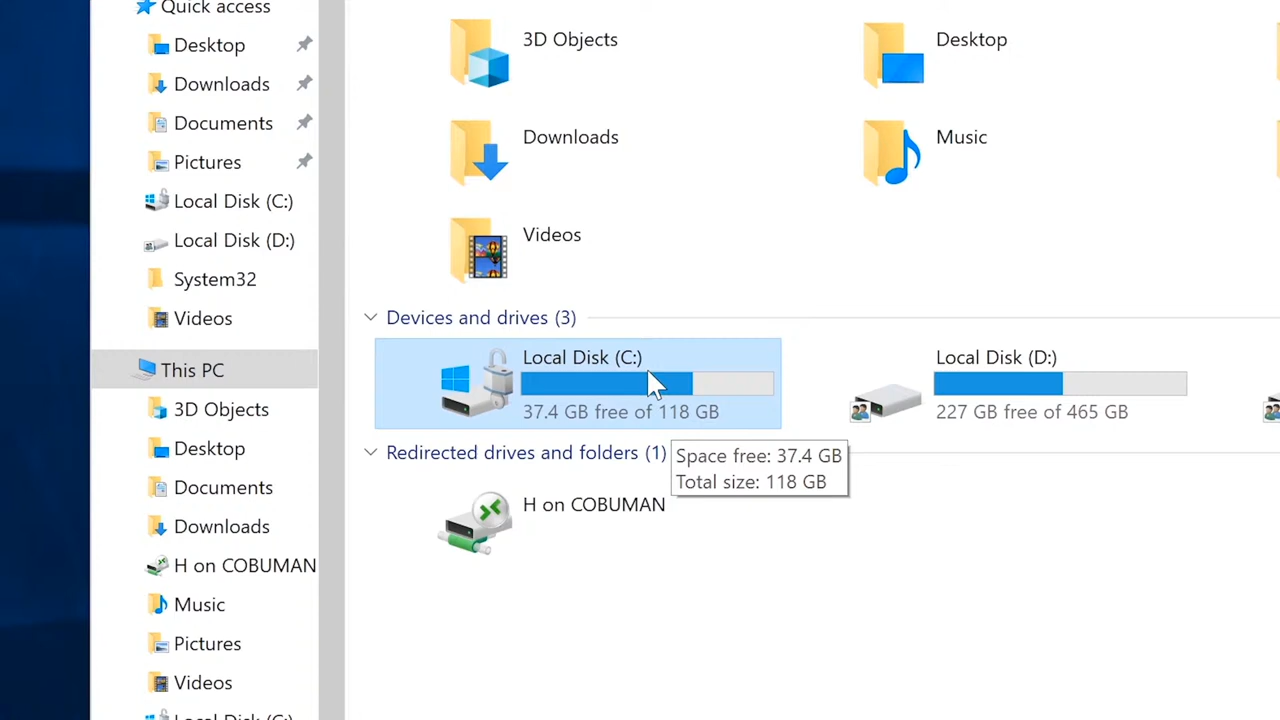 Quick access
Desktop
Downloads
Documents
Pictures
Local Disk (C:)
Local Disk (D:)
System32
Videos
This PC
3D Objects
Desktop
Documents
Downloads
H on COBUMAN
Music
Pictures
Videos
Local Disk (C:)
3D Objects
Desktop
Downloads
Music
Videos
Devices and drives (3)
Local Disk (C:)
37.4 GB free of 118 GB
Local Disk (D:)
227 GB free of 465 GB
Redirected drives and folders (1)
Space free: 37.4 GB
Total size: 118 GB
H on COBUMAN